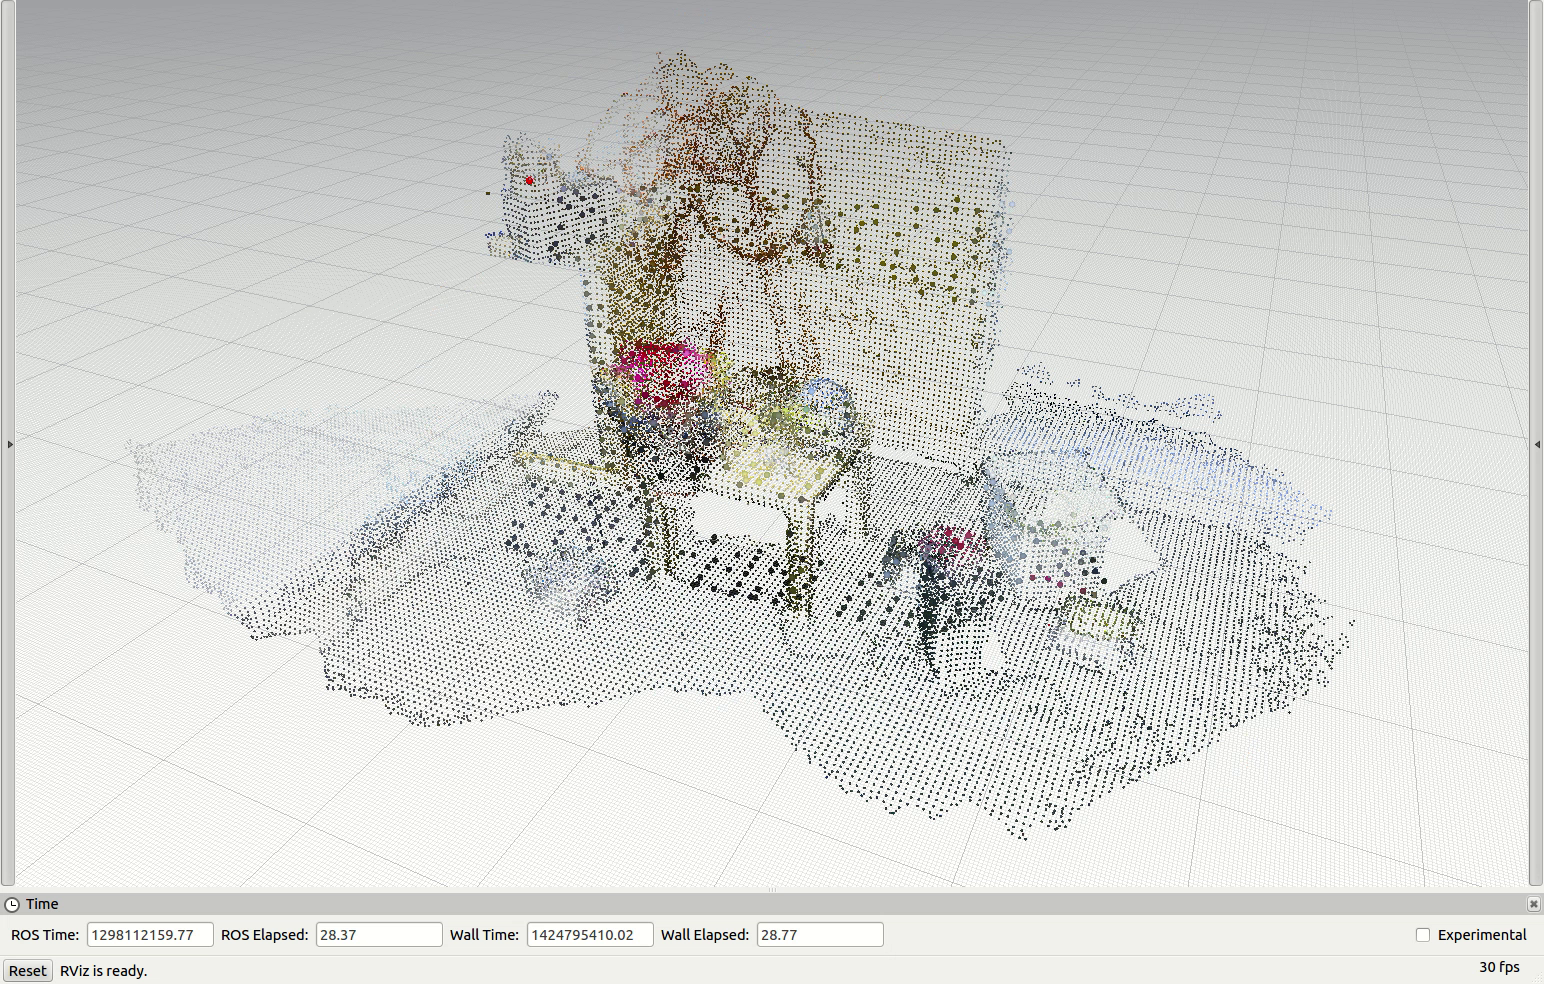 Time
ROS Time: 1298112159.77 ROS Elapsed: 28.37 Wall Time: 1424795410.02 Wall Elapsed: 28.77 Experimental
Reset RViz is ready. 30 fps